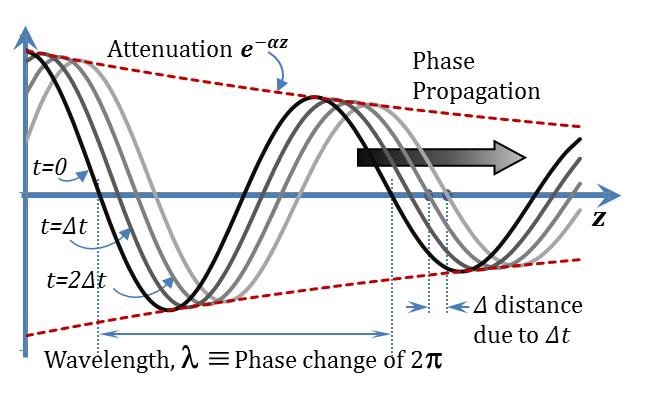 Attenuation e^−αz
Phase
Propagation
t=0
t=Δt
t=2Δt
z
Δ distance
due to Δt
Wavelength, λ ≡ Phase change of 2π